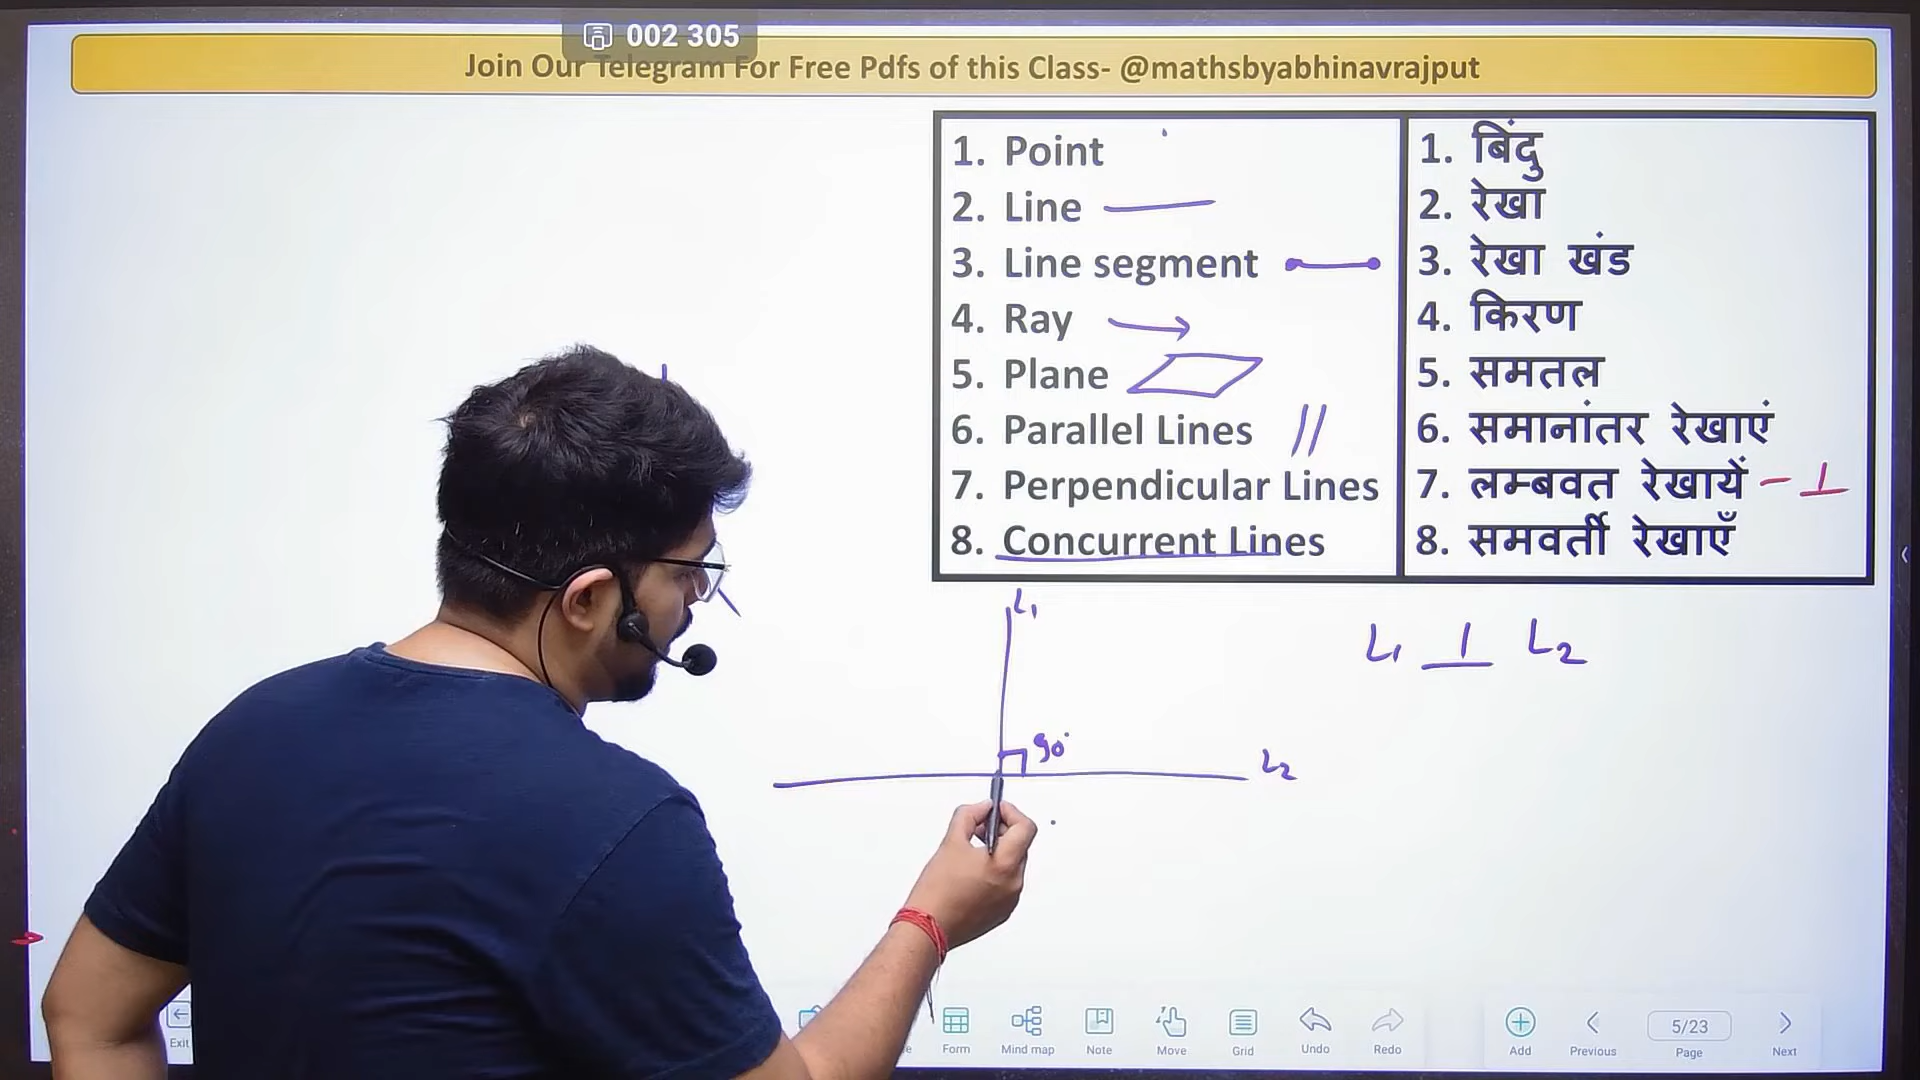 002 305
Join Our Telegram For Free Pdfs of this Class- @mathsbyabhinavrajput
1. Point
2. Line
3. Line segment
4. Ray
5. Plane
6. Parallel Lines
7. Perpendicular Lines
8. Concurrent Lines
1. बिंदु
2. रेखा
3. रेखा खंड
4. किरण
5. समतल
6. समानांतर रेखाएं
7. लम्बवत रेखायें - ⊥
8. समवर्ती रेखाएँ
L₁
L₁ ⊥ L₂
90°
L₂
Exit
Form
Mind map
Note
Move
Grid
Undo
Redo
Add
Previous
5/23
Page
Next